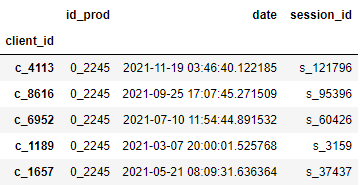 id_prod date session_id
client_id
c_4113 0_2245 2021-11-19 03:46:40.122185 s_121796
c_8616 0_2245 2021-09-25 17:07:45.271509 s_95396
c_6952 0_2245 2021-07-10 11:54:44.891532 s_60426
c_1189 0_2245 2021-03-07 20:00:01.525768 s_3159
c_1657 0_2245 2021-05-21 08:09:31.636364 s_37437